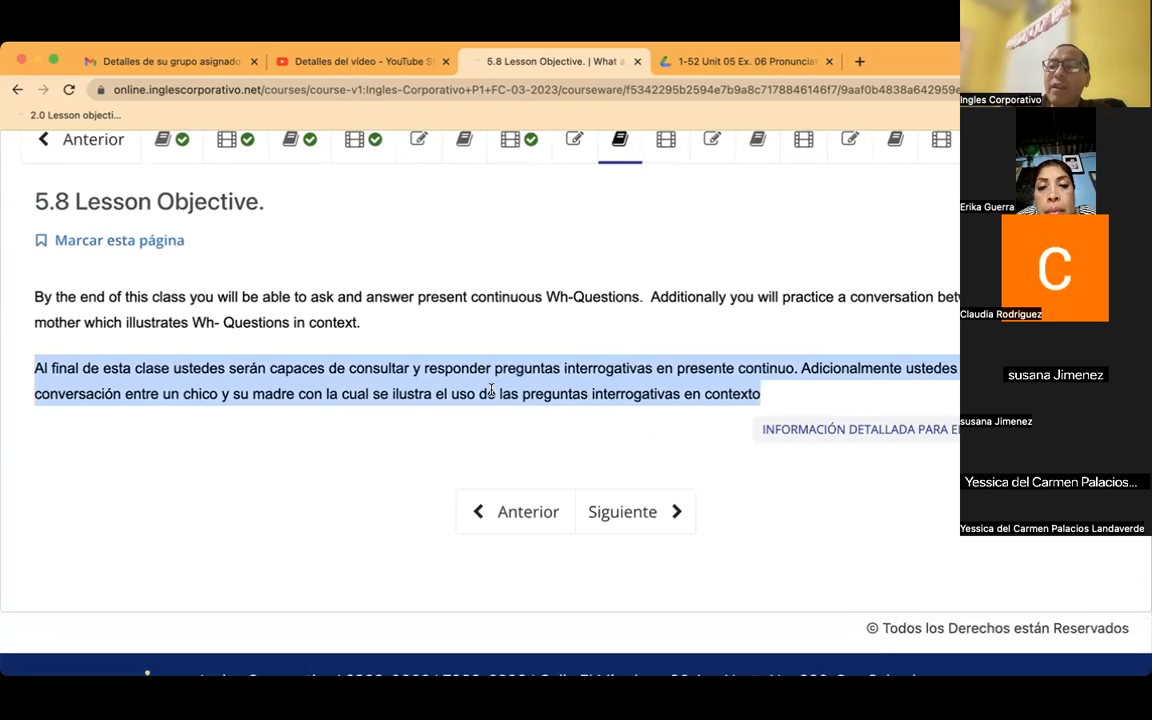 Detalles de su grupo asignado
Detalles del vídeo - YouTube S
5.8 Lesson Objective. | What a
1-52 Unit 05 Ex. 06 Pronuncia
online.inglescorporativo.net/courses/course-v1:Ingles-Corporativo+P1+FC-03-2023/courseware/f5342295b2594e7b9a8c7178846146f7/9aaf0b4838a642959e
2.0 Lesson objecti...
Anterior
5.8 Lesson Objective.
Marcar esta página
By the end of this class you will be able to ask and answer present continuous Wh-Questions. Additionally you will practice a conversation bet
mother which illustrates Wh- Questions in context.
Al final de esta clase ustedes serán capaces de consultar y responder preguntas interrogativas en presente continuo. Adicionalmente ustedes
conversación entre un chico y su madre con la cual se ilustra el uso de las preguntas interrogativas en contexto
INFORMACIÓN DETALLADA PARA E
Anterior
Siguiente
© Todos los Derechos están Reservados
Ingles Corporativo
Erika Guerra
C
Claudia Rodriguez
susana Jimenez
susana Jimenez
Yessica del Carmen Palacios...
Yessica del Carmen Palacios Landaverde